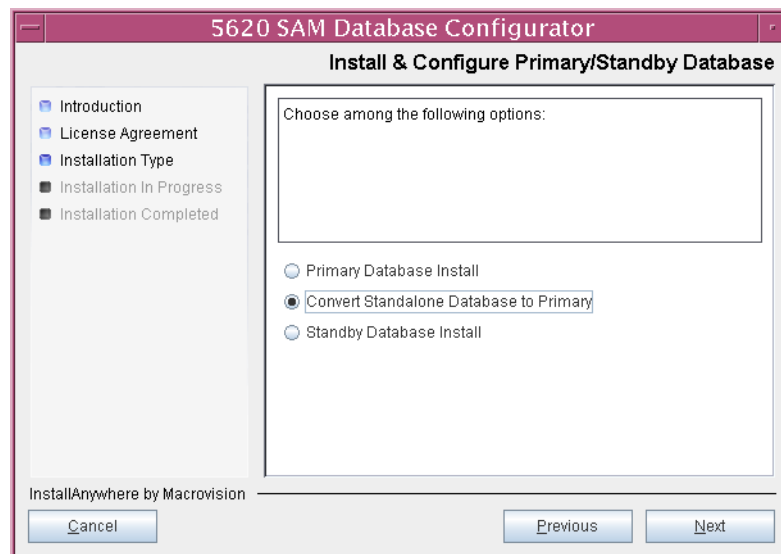 5620 SAM Database Configurator
Install & Configure Primary/Standby Database
Introduction
License Agreement
Installation Type
Installation In Progress
Installation Completed
Choose among the following options:
Primary Database Install
Convert Standalone Database to Primary
Standby Database Install
InstallAnywhere by Macrovision
Cancel
Previous
Next